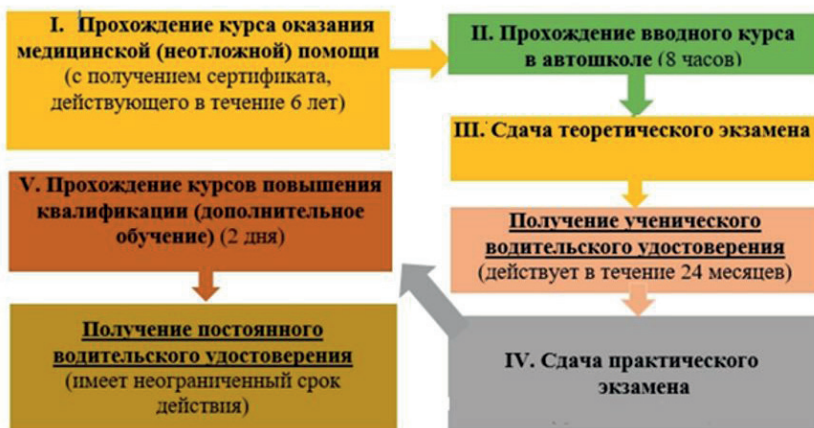 I. Прохождение курса оказания
медицинской (неотложной) помощи
(с получением сертификата,
действующего в течение 6 лет)
II. Прохождение вводного курса
в автошколе (8 часов)
III. Сдача теоретического экзамена
Получение ученического
водительского удостоверения
(действует в течение 24 месяцев)
IV. Сдача практического
экзамена
V. Прохождение курсов повышения
квалификации (дополнительное
обучение) (2 дня)
Получение постоянного
водительского удостоверения
(имеет неограниченный срок
действия)